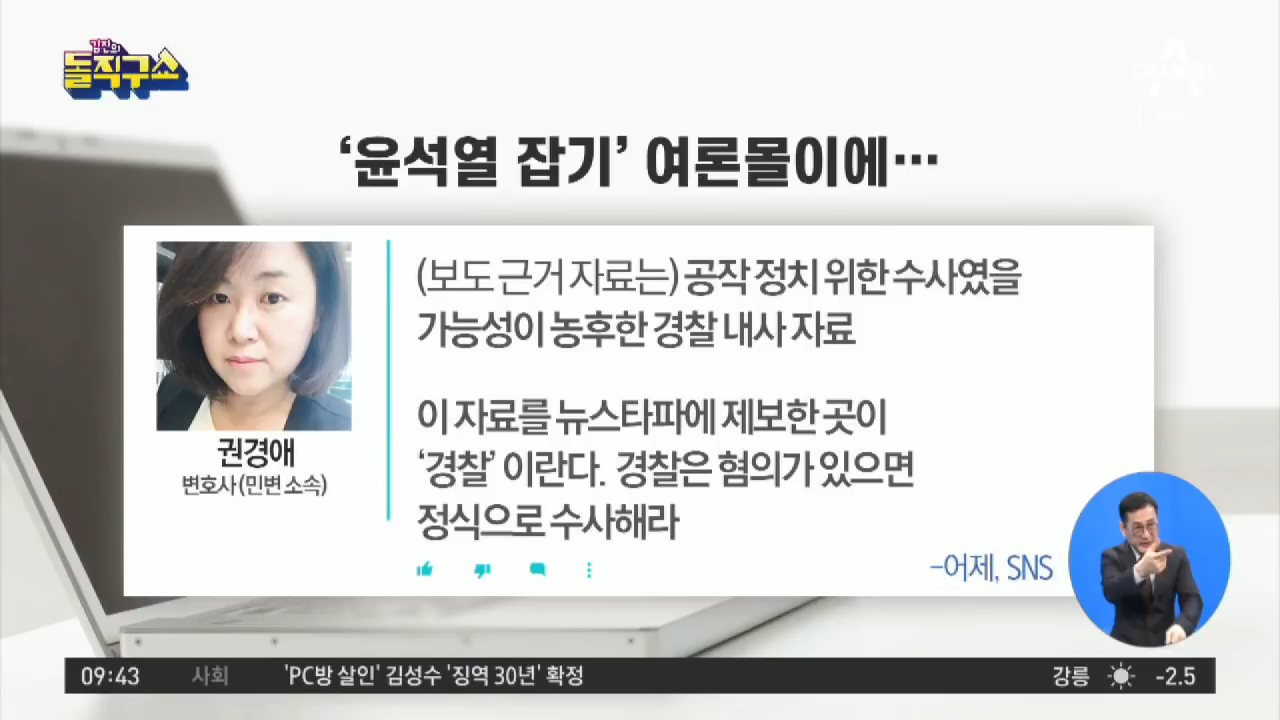 김진의
돌직구쇼
‘윤석열 잡기’ 여론몰이에…
(보도 근거 자료는) 공작 정치 위한 수사였을
가능성이 농후한 경찰 내사 자료
이 자료를 뉴스타파에 제보한 곳이
‘경찰’ 이란다. 경찰은 혐의가 있으면
정식으로 수사해라
권경애
변호사(민변 소속)
-어제, SNS
09:43 사회 'PC방 살인' 김성수 '징역 30년' 확정 강릉 -2.5